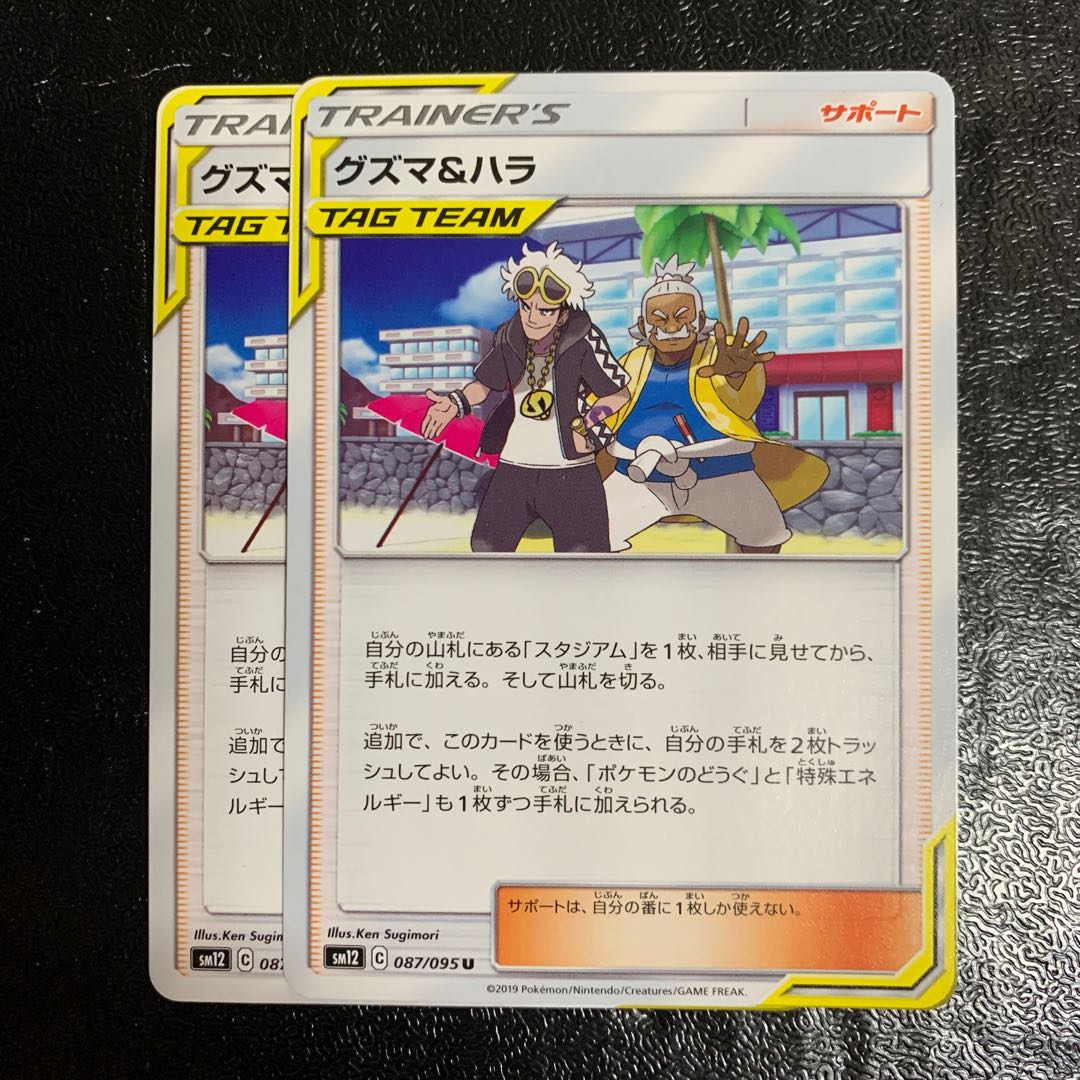 TRAINER'S サポート
グズマ&ハラ
TAG TEAM
自分の山札にある「スタジアム」を1枚、相手に見せてから、
手札に加える。そして山札を切る。
追加で、このカードを使うときに、自分の手札を2枚トラッ
シュしてよい。その場合、「ポケモンのどうぐ」と「特殊エネ
ルギー」も1枚ずつ手札に加えられる。
サポートは、自分の番に1枚しか使えない。
Illus.Ken Sugimori
sm12 C 087/095 U
©2019 Pokémon/Nintendo/Creatures/GAME FREAK.
TRAI
グズマ
TAG T
自分の
手札に
追加で
シュして
ルギー」
Illus.Ken Sugim
sm12 C 087